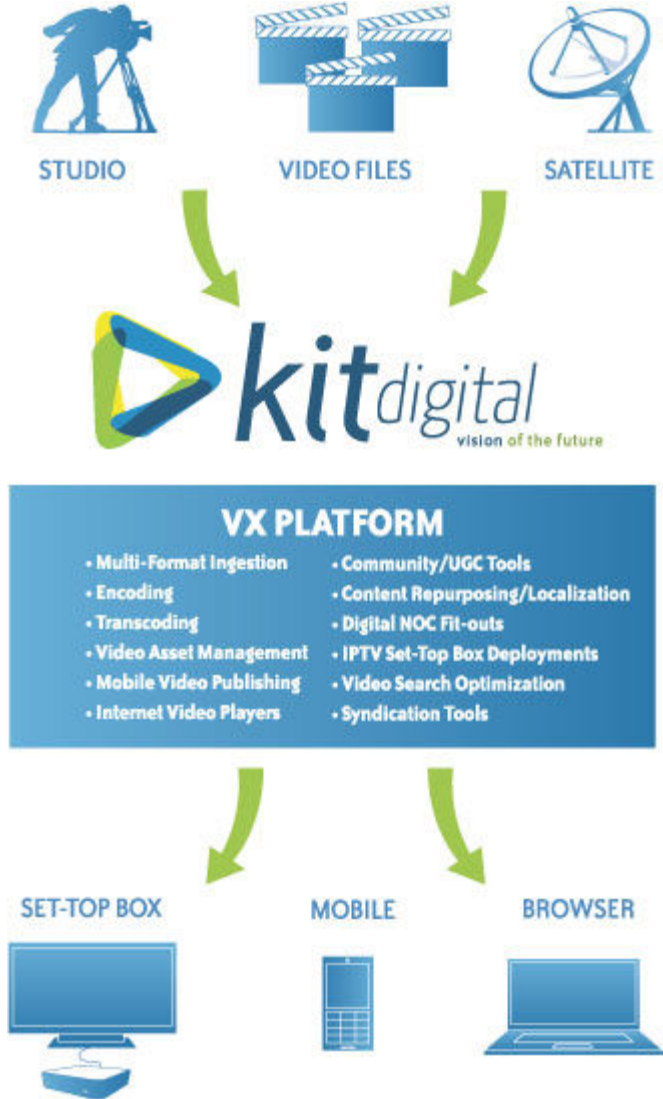 STUDIO
VIDEO FILES
SATELLITE
kitdigital
vision of the future
VX PLATFORM
• Multi-Format Ingestion
• Encoding
• Transcoding
• Video Asset Management
• Mobile Video Publishing
• Internet Video Players
• Community/UGC Tools
• Content Repurposing/Localization
• Digital NOC Fit-outs
• IPTV Set-Top Box Deployments
• Video Search Optimization
• Syndication Tools
SET-TOP BOX
MOBILE
BROWSER